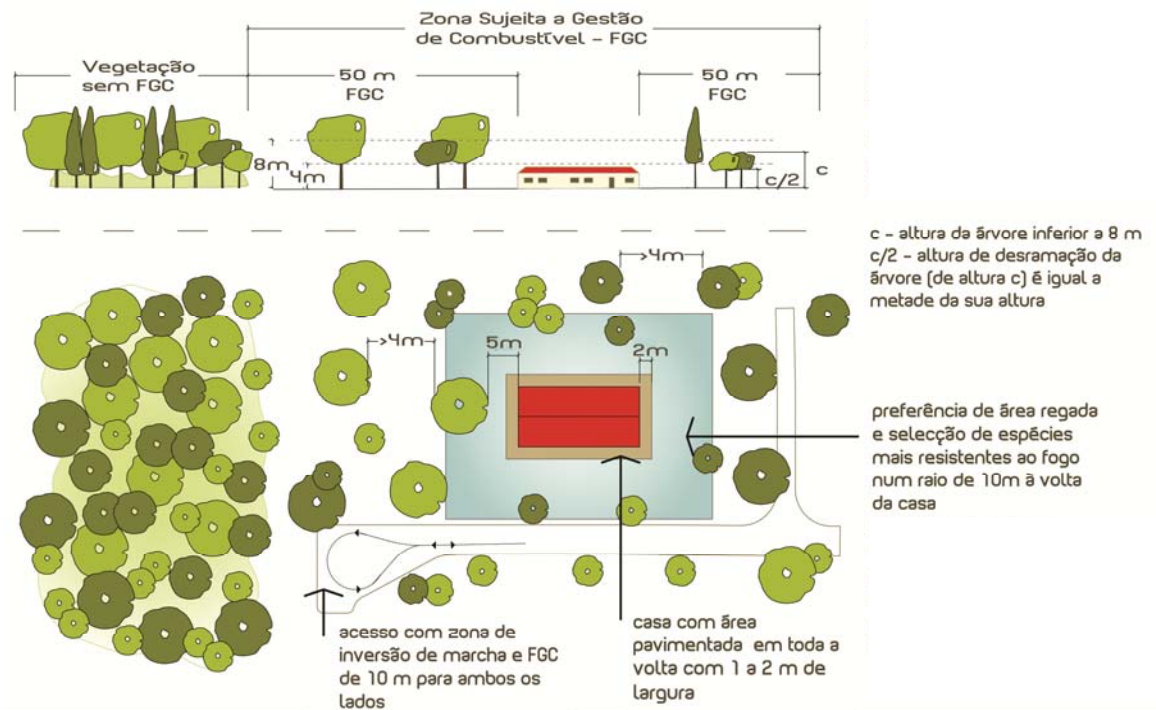 Zona Sujeita a Gestão
de Combustível - FGC
Vegetação
sem FGC
50 m
FGC
50 m
FGC
8m
4m
c
c/2
c - altura da árvore inferior a 8 m
c/2 - altura de desramação da
árvore (de altura c) é igual a
metade da sua altura
>4m
>4m
5m
2m
preferência de área regada
e selecção de espécies
mais resistentes ao fogo
num raio de 10m à volta
da casa
acesso com zona de
inversão de marcha e FGC
de 10 m para ambos os
lados
casa com área
pavimentada em toda a
volta com 1 a 2 m de
largura